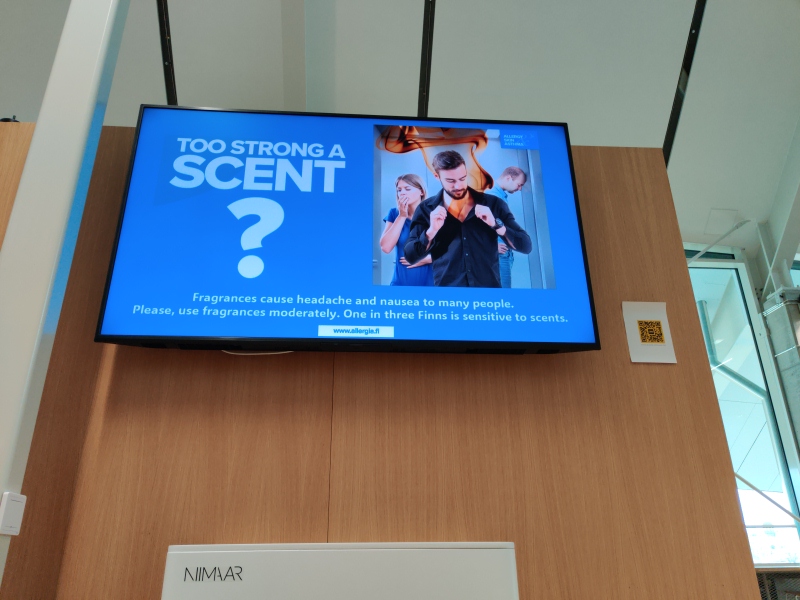 TOO STRONG A
SCENT
?
Fragrances cause headache and nausea to many people.
Please, use fragrances moderately. One in three Finns is sensitive to scents.
www.allergia.fi
NIIMAAR